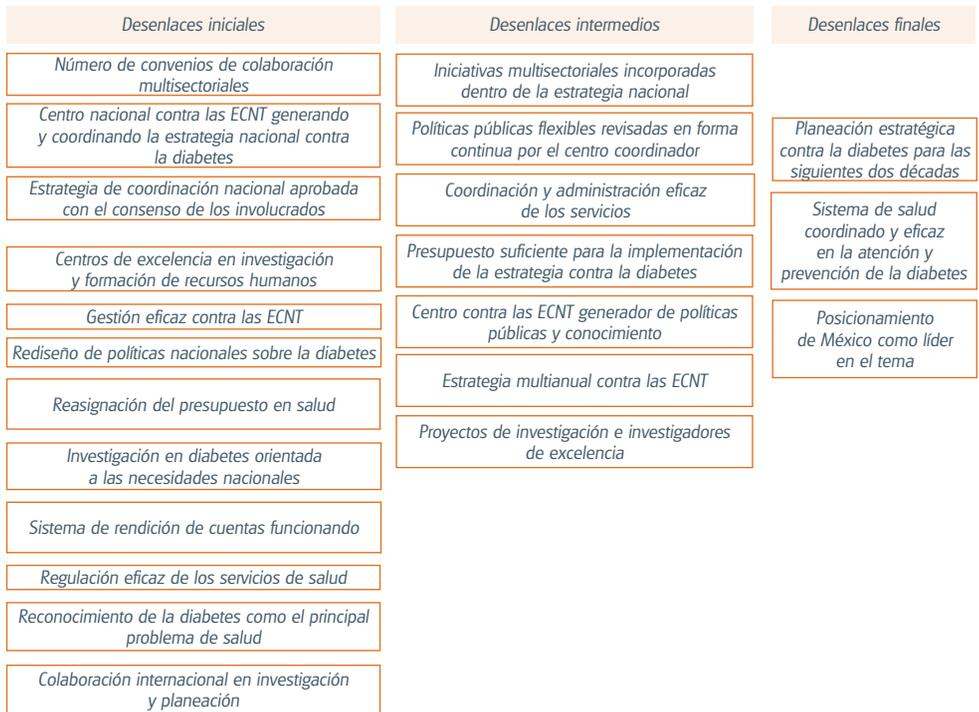 Desenlaces iniciales
Número de convenios de colaboración
multisectoriales
Centro nacional contra las ECNT generando
y coordinando la estrategia nacional contra
la diabetes
Estrategia de coordinación nacional aprobada
con el consenso de los involucrados
Centros de excelencia en investigación
y formación de recursos humanos
Gestión eficaz contra las ECNT
Rediseño de políticas nacionales sobre la diabetes
Reasignación del presupuesto en salud
Investigación en diabetes orientada
a las necesidades nacionales
Sistema de rendición de cuentas funcionando
Regulación eficaz de los servicios de salud
Reconocimiento de la diabetes como el principal
problema de salud
Colaboración internacional en investigación
y planeación
Desenlaces intermedios
Iniciativas multisectoriales incorporadas
dentro de la estrategia nacional
Políticas públicas flexibles revisadas en forma
continua por el centro coordinador
Coordinación y administración eficaz
de los servicios
Presupuesto suficiente para la implementación
de la estrategia contra la diabetes
Centro contra las ECNT generador de políticas
públicas y conocimiento
Estrategia multianual contra las ECNT
Proyectos de investigación e investigadores
de excelencia
Desenlaces finales
Planeación estratégica
contra la diabetes para las
siguientes dos décadas
Sistema de salud
coordinado y eficaz
en la atención y
prevención de la diabetes
Posicionamiento
de México como líder
en el tema